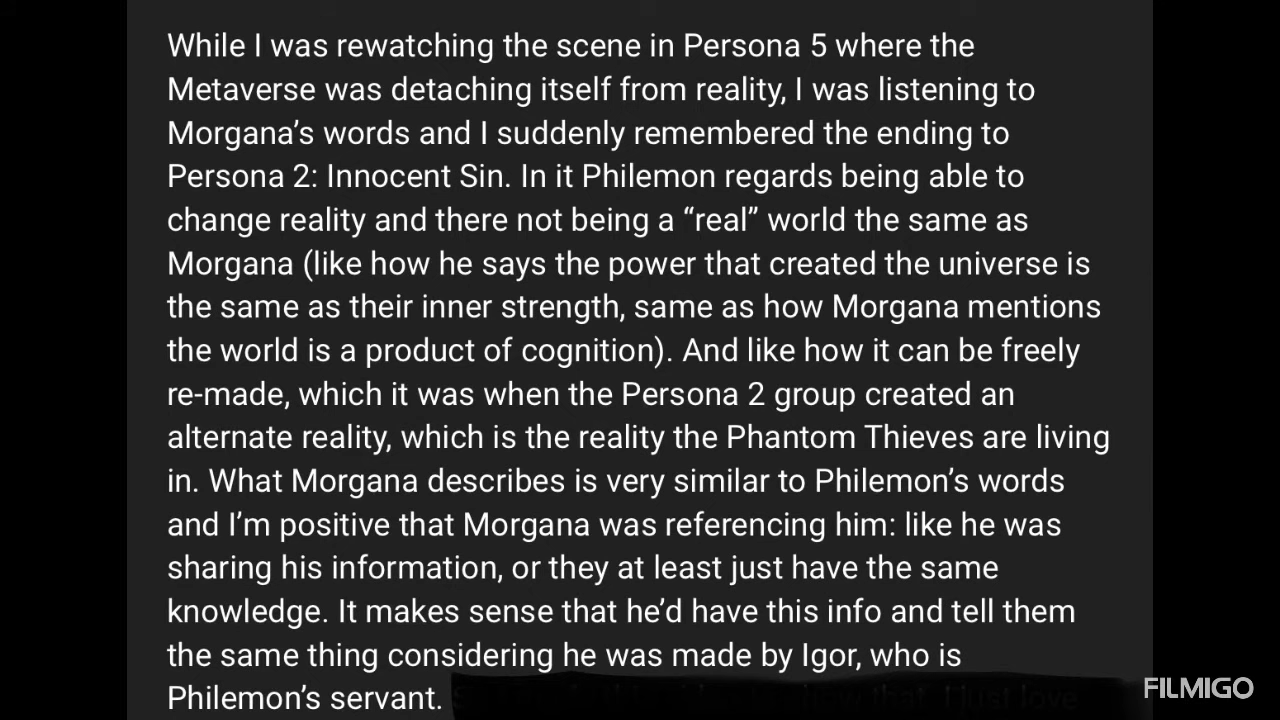 While I was rewatching the scene in Persona 5 where the
Metaverse was detaching itself from reality, I was listening to
Morgana’s words and I suddenly remembered the ending to
Persona 2: Innocent Sin. In it Philemon regards being able to
change reality and there not being a “real” world the same as
Morgana (like how he says the power that created the universe is
the same as their inner strength, same as how Morgana mentions
the world is a product of cognition). And like how it can be freely
re-made, which it was when the Persona 2 group created an
alternate reality, which is the reality the Phantom Thieves are living
in. What Morgana describes is very similar to Philemon’s words
and I’m positive that Morgana was referencing him: like he was
sharing his information, or they at least just have the same
knowledge. It makes sense that he’d have this info and tell them
the same thing considering he was made by Igor, who is
Philemon’s servant. that. I just love
FILMIGO